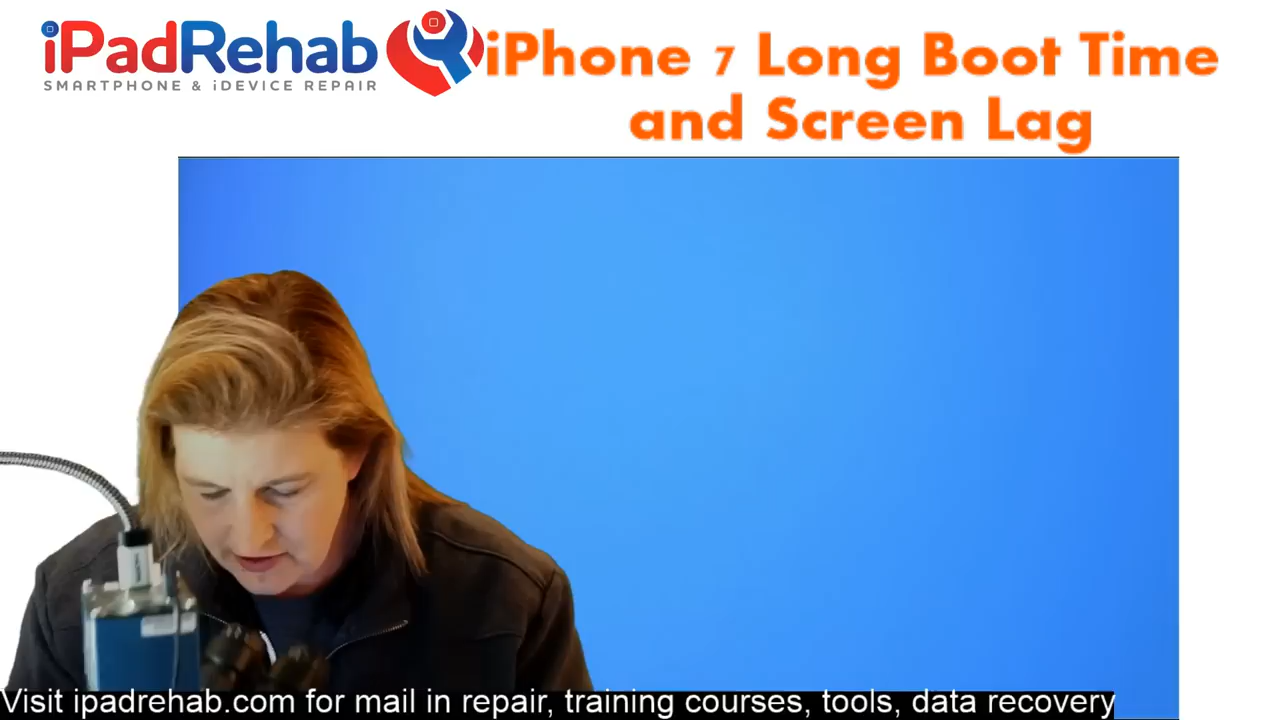 iPadRehab
SMARTPHONE & iDEVICE REPAIR
iPhone 7 Long Boot Time
and Screen Lag
Visit ipadrehab.com for mail in repair, training courses, tools, data recovery